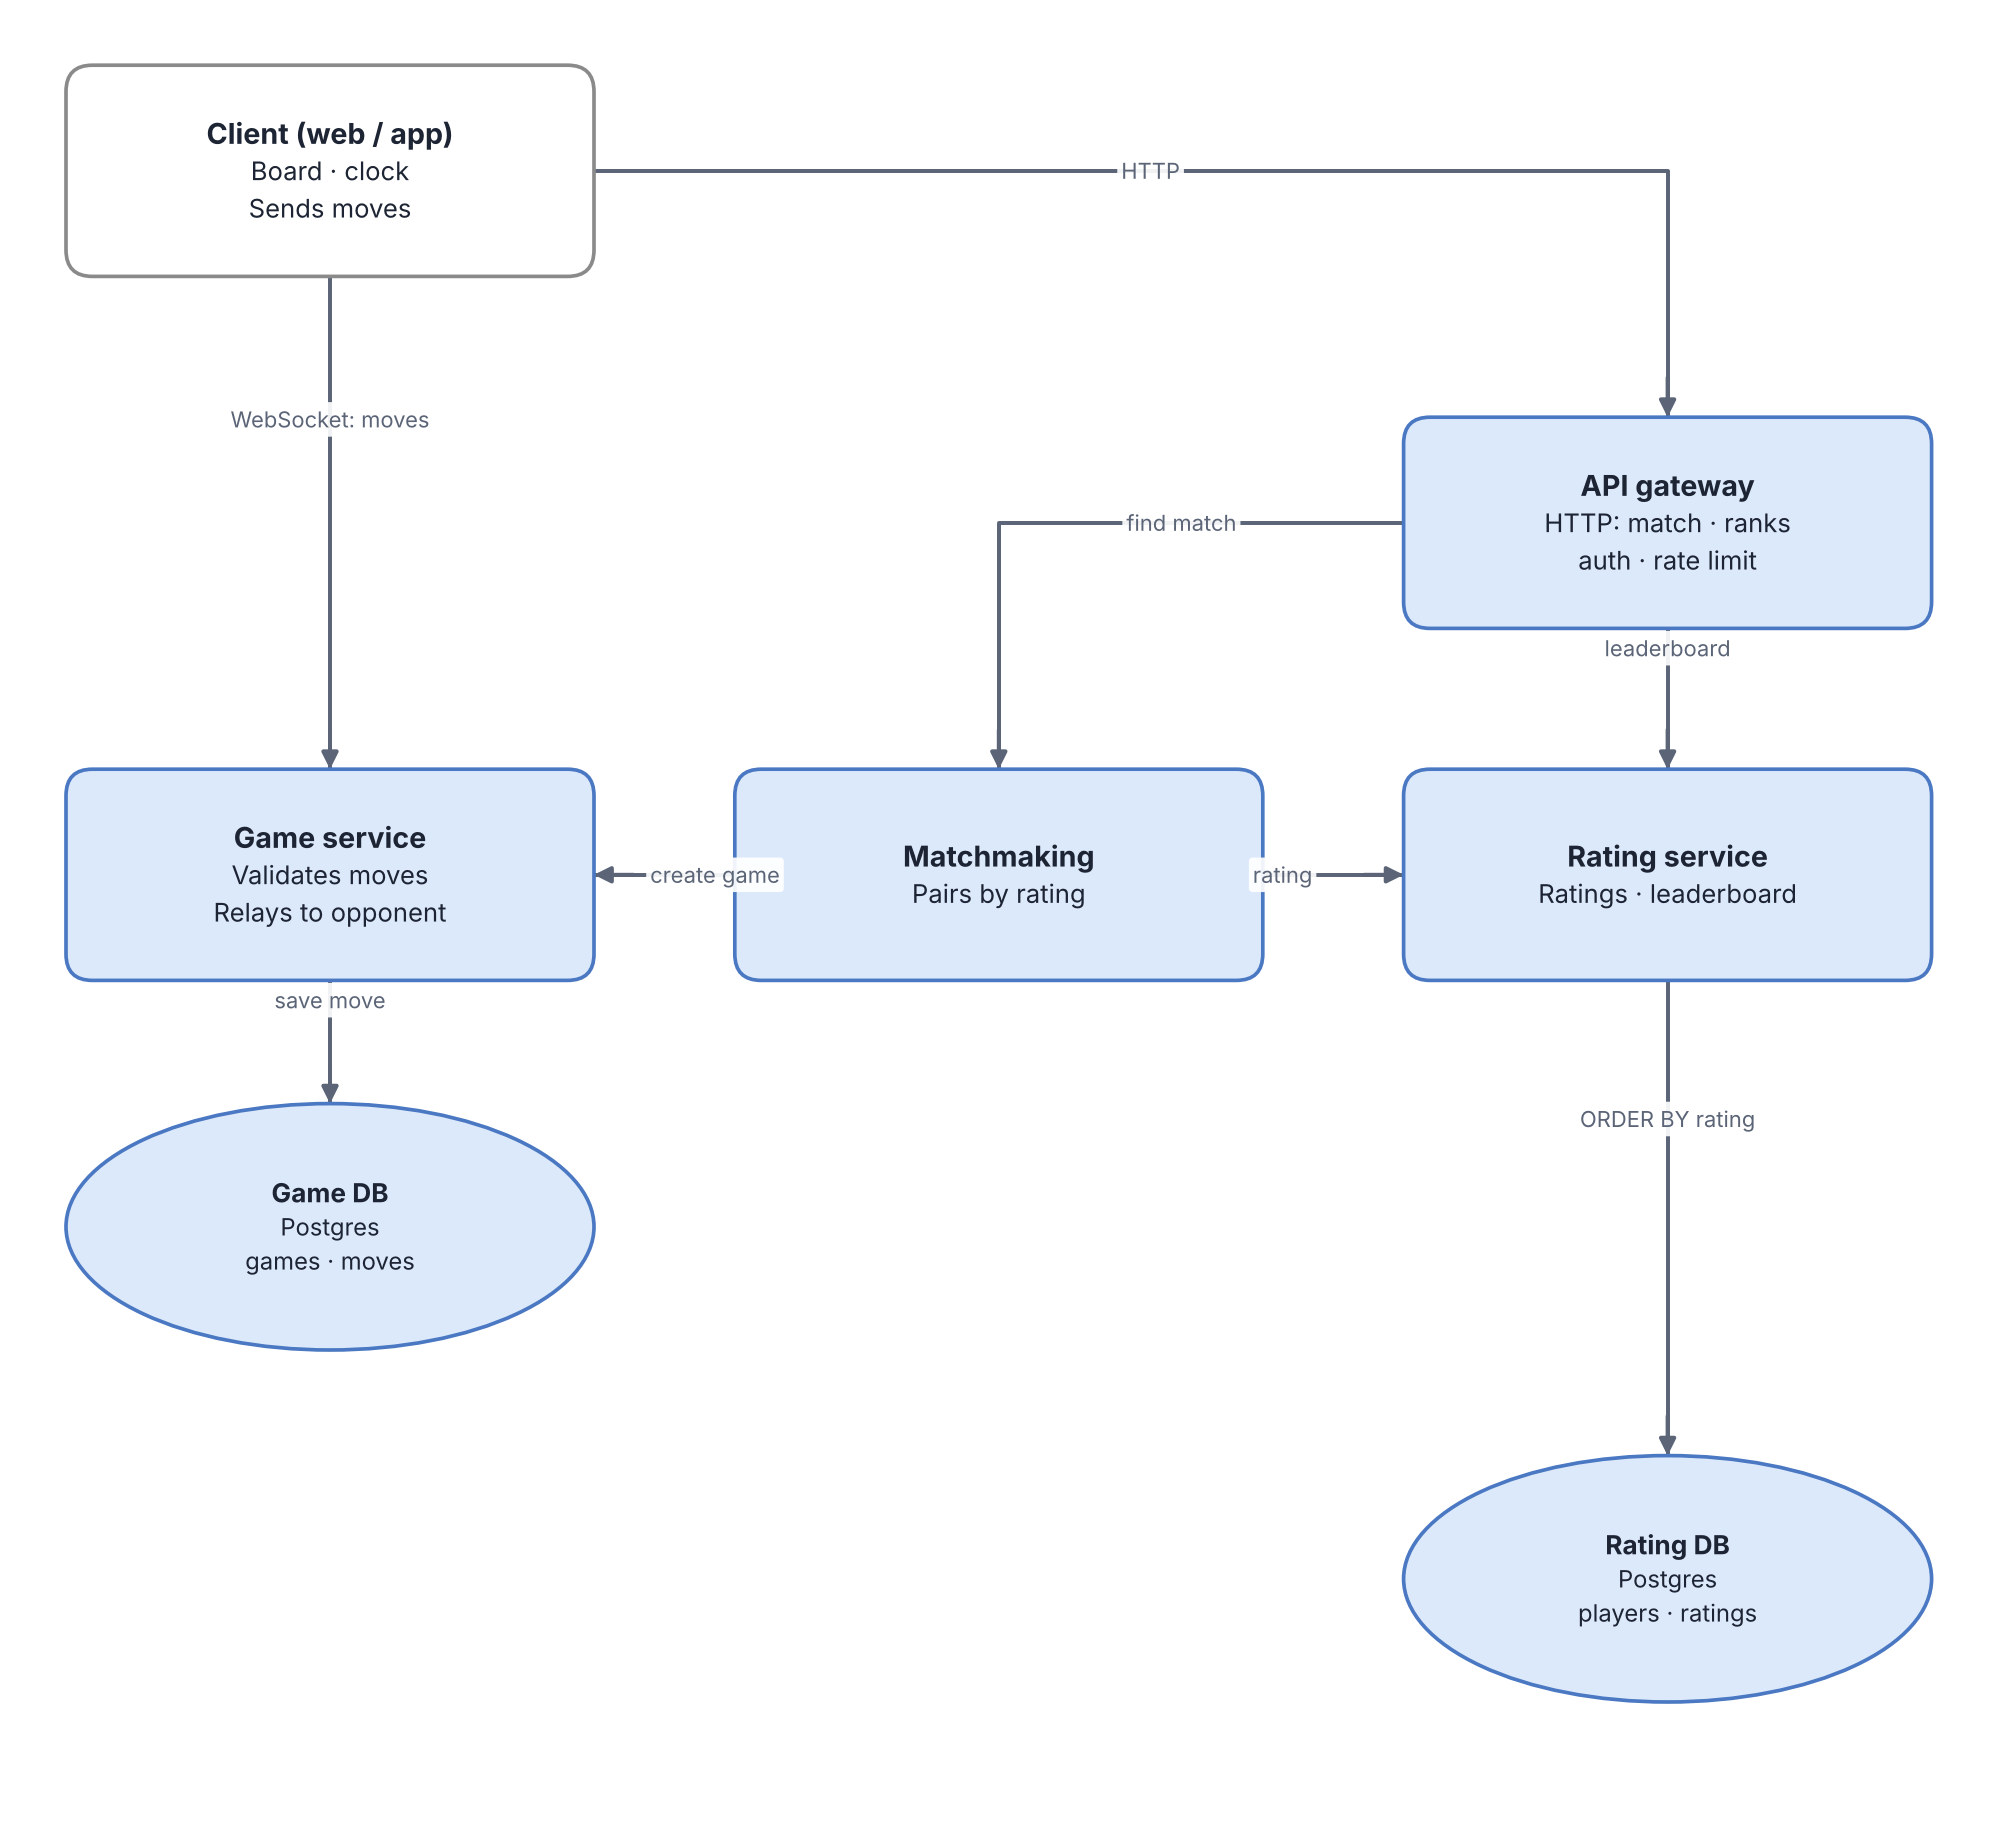 Client (web / app)
Board · clock
Sends moves
HTTP
WebSocket: moves
API gateway
HTTP: match · ranks
auth · rate limit
find match
leaderboard
Game service
Validates moves
Relays to opponent
create game
Matchmaking
Pairs by rating
rating
Rating service
Ratings · leaderboard
save move
ORDER BY rating
Game DB
Postgres
games · moves
Rating DB
Postgres
players · ratings